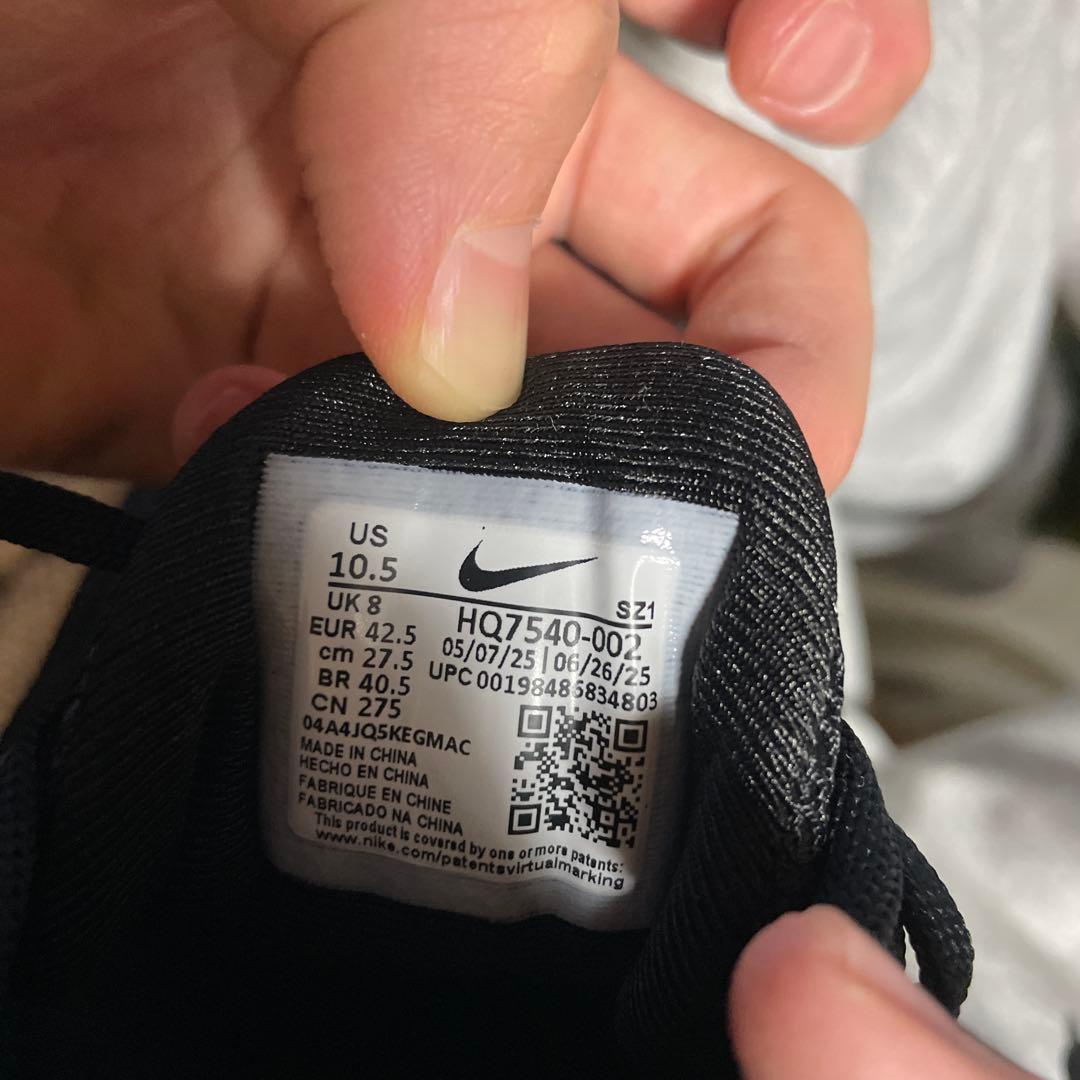 US
10.5
SZ1
UK 8
HQ7540-002
EUR 42.5
05/07/25 | 06/26/25
cm 27.5
UPC 00198486834803
BR 40.5
CN 275
04A4JQ5KEGMAC
MADE IN CHINA
HECHO EN CHINA
FABRIQUE EN CHINE
FABRICADO NA CHINA
This product is covered by one or more patents:
www.nike.com/patentsvirtualmarking